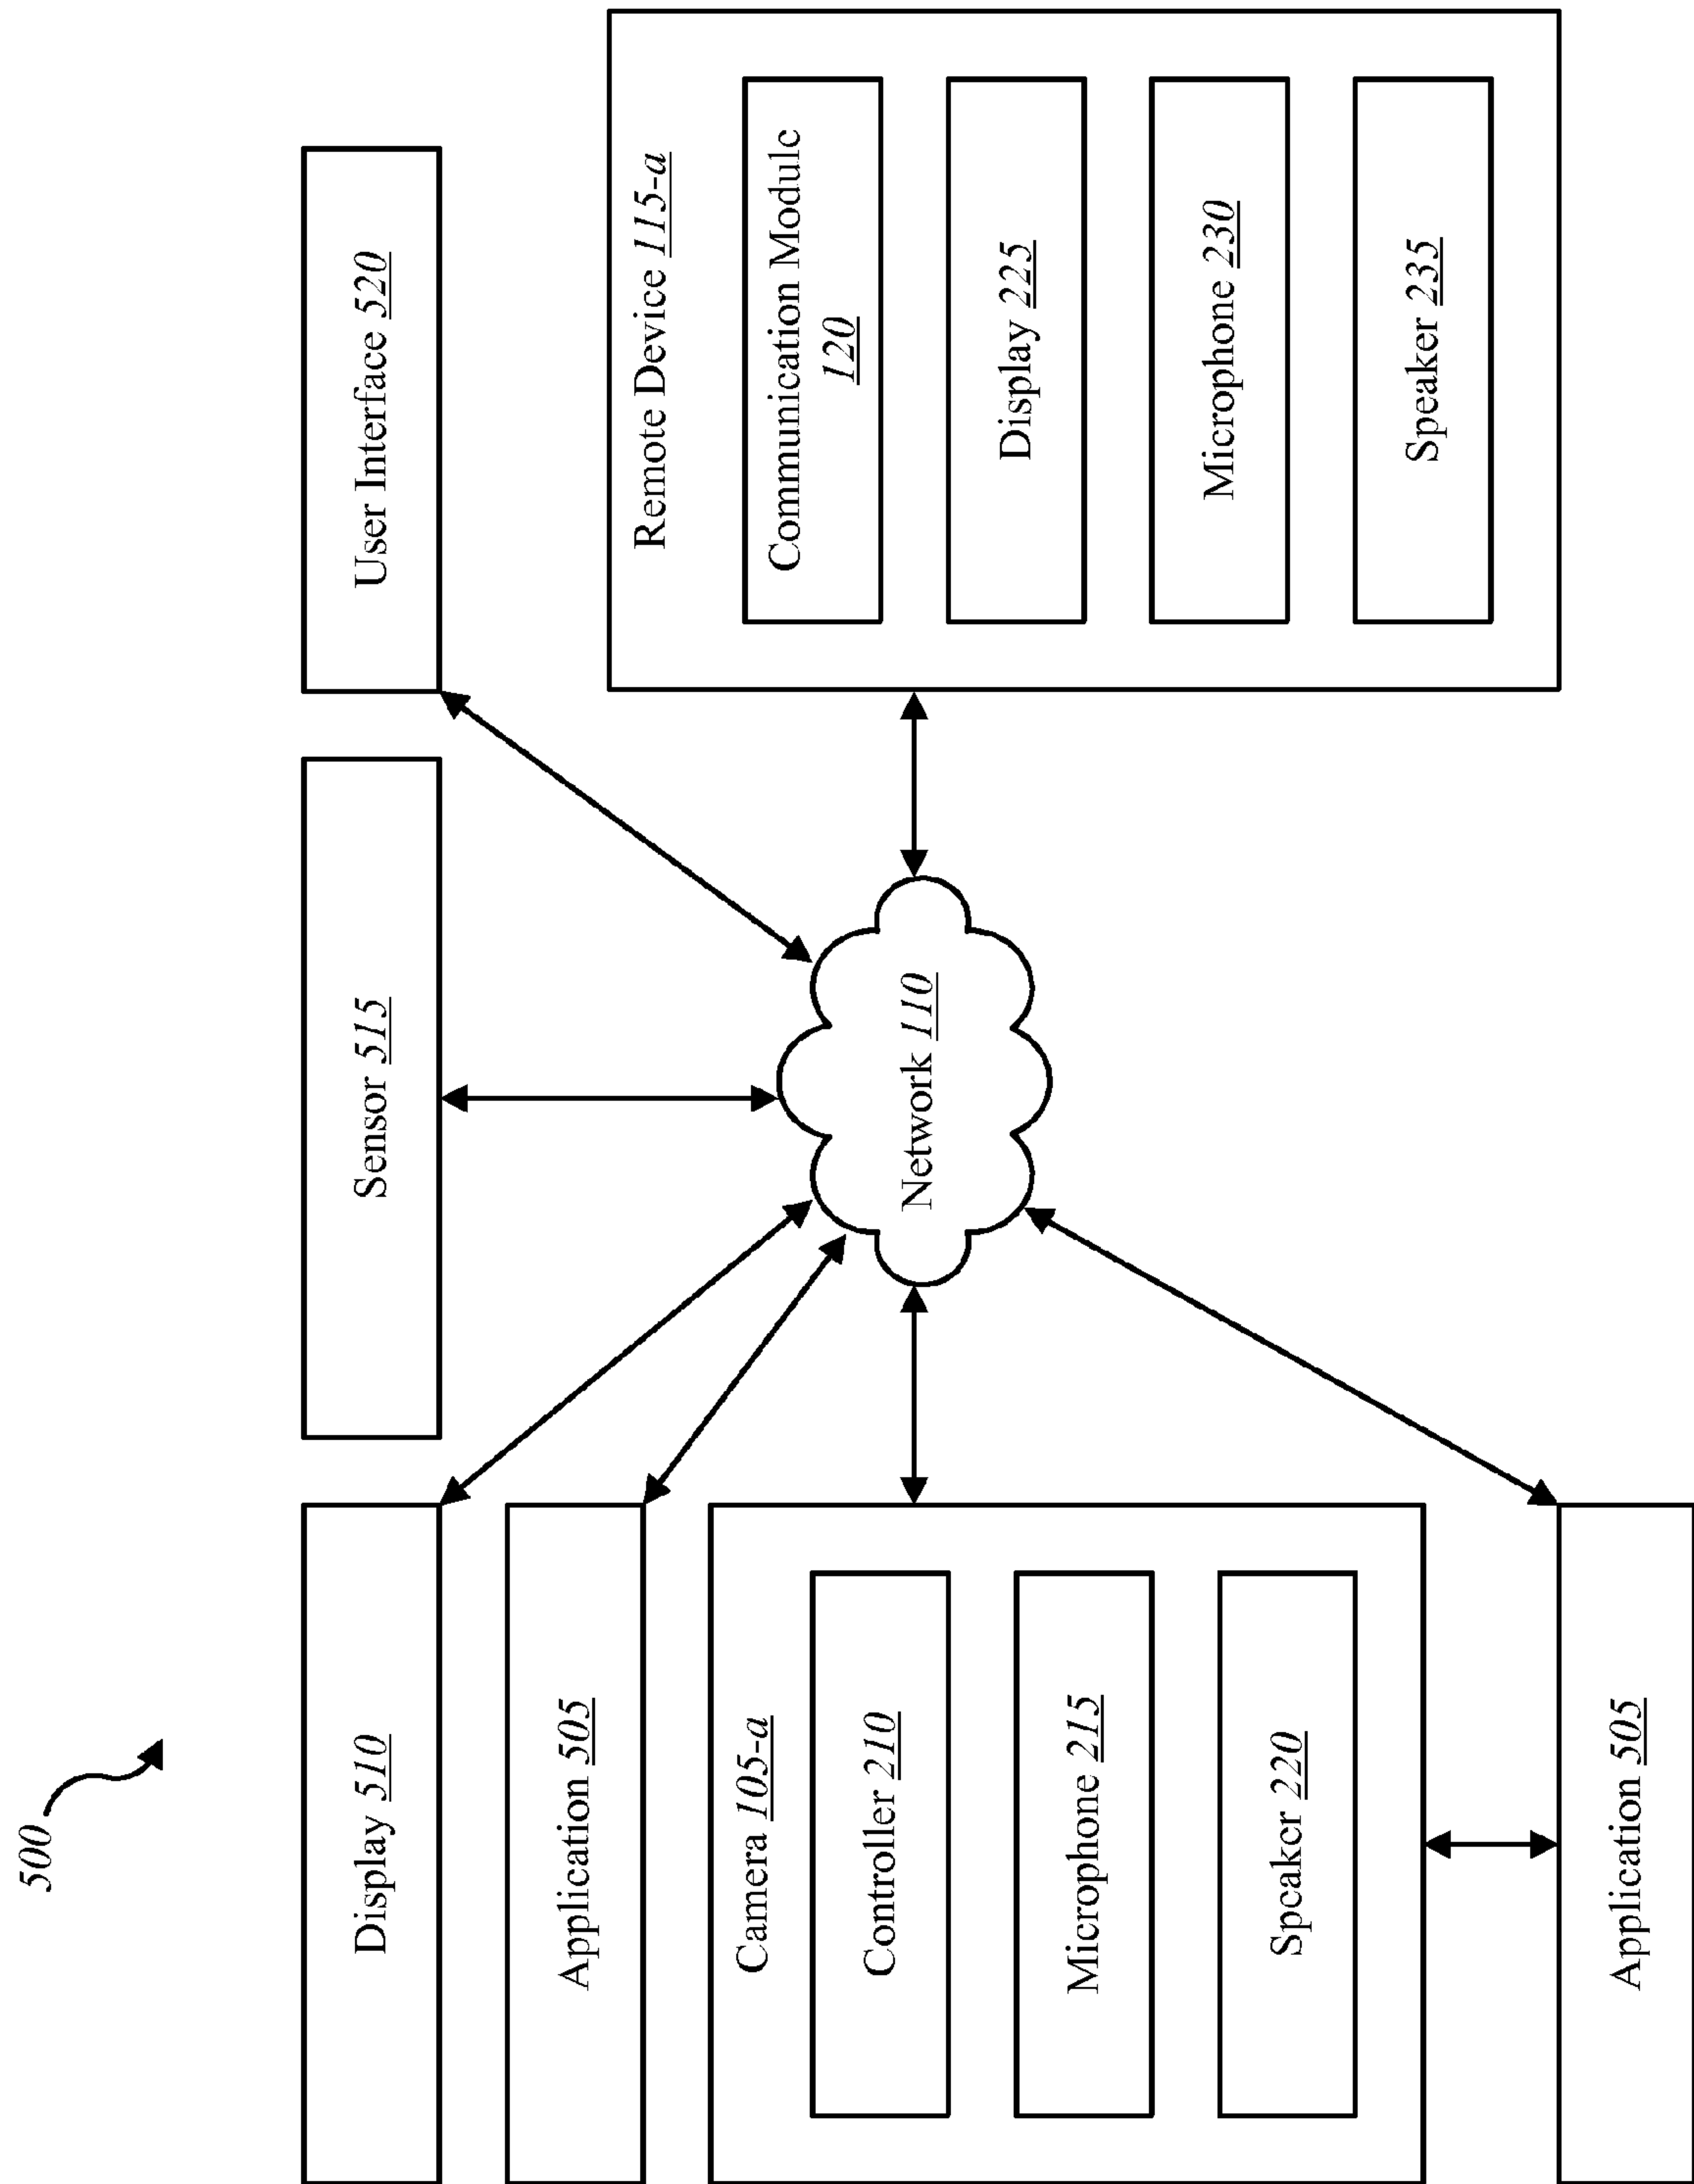 500
Display 510
Sensor 515
User Interface 520
Application 505
Camera 105-a
Controller 210
Microphone 215
Speaker 220
Application 505
Network 110
Remote Device 115-a
Communication Module
120
Display 225
Microphone 230
Speaker 235